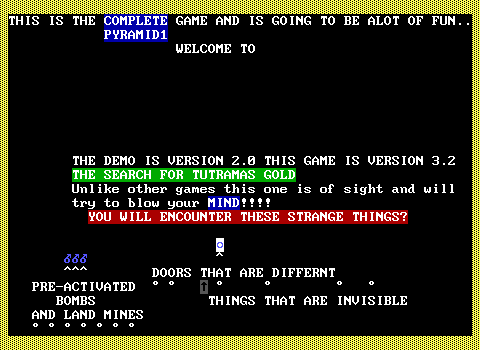 THIS IS THE COMPLETE GAME AND IS GOING TO BE ALOT OF FUN..
PYRAMID1
WELCOME TO
THE DEMO IS VERSION 2.0 THIS GAME IS VERSION 3.2
THE SEARCH FOR TUTRAMAS GOLD
Unlike other games this one is of sight and will
try to blow your MIND!!!!
YOU WILL ENCOUNTER THESE STRANGE THINGS?
DOORS THAT ARE DIFFERNT
PRE-ACTIVATED
BOMBS
THINGS THAT ARE INVISIBLE
AND LAND MINES